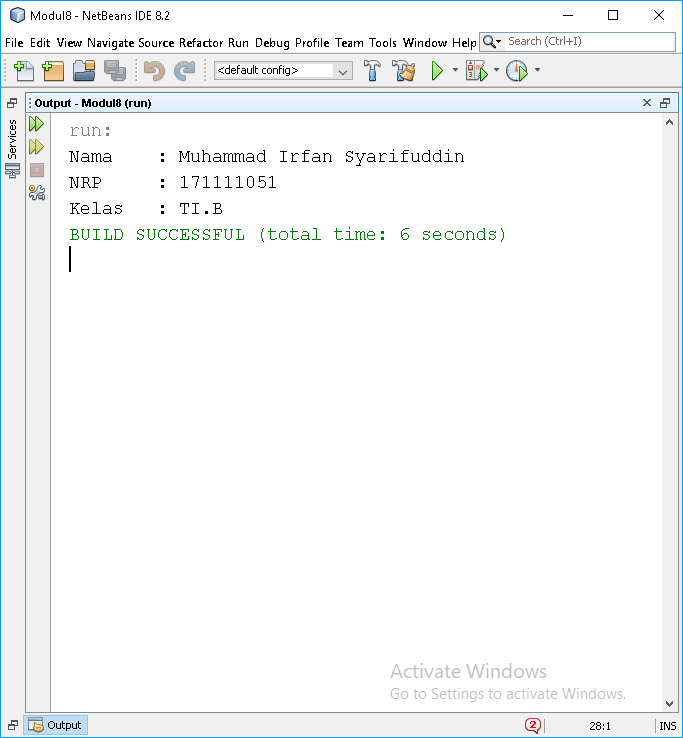 Modul8 - NetBeans IDE 8.2
File Edit View Navigate Source Refactor Run Debug Profile Team Tools Window Help
Search (Ctrl+I)
<default config>
Output - Modul8 (run)
Services
run:
Nama : Muhammad Irfan Syarifuddin
NRP : 171111051
Kelas : TI.B
BUILD SUCCESSFUL (total time: 6 seconds)
Activate Windows
Go to Settings to activate Windows.
Output
2
28:1
INS